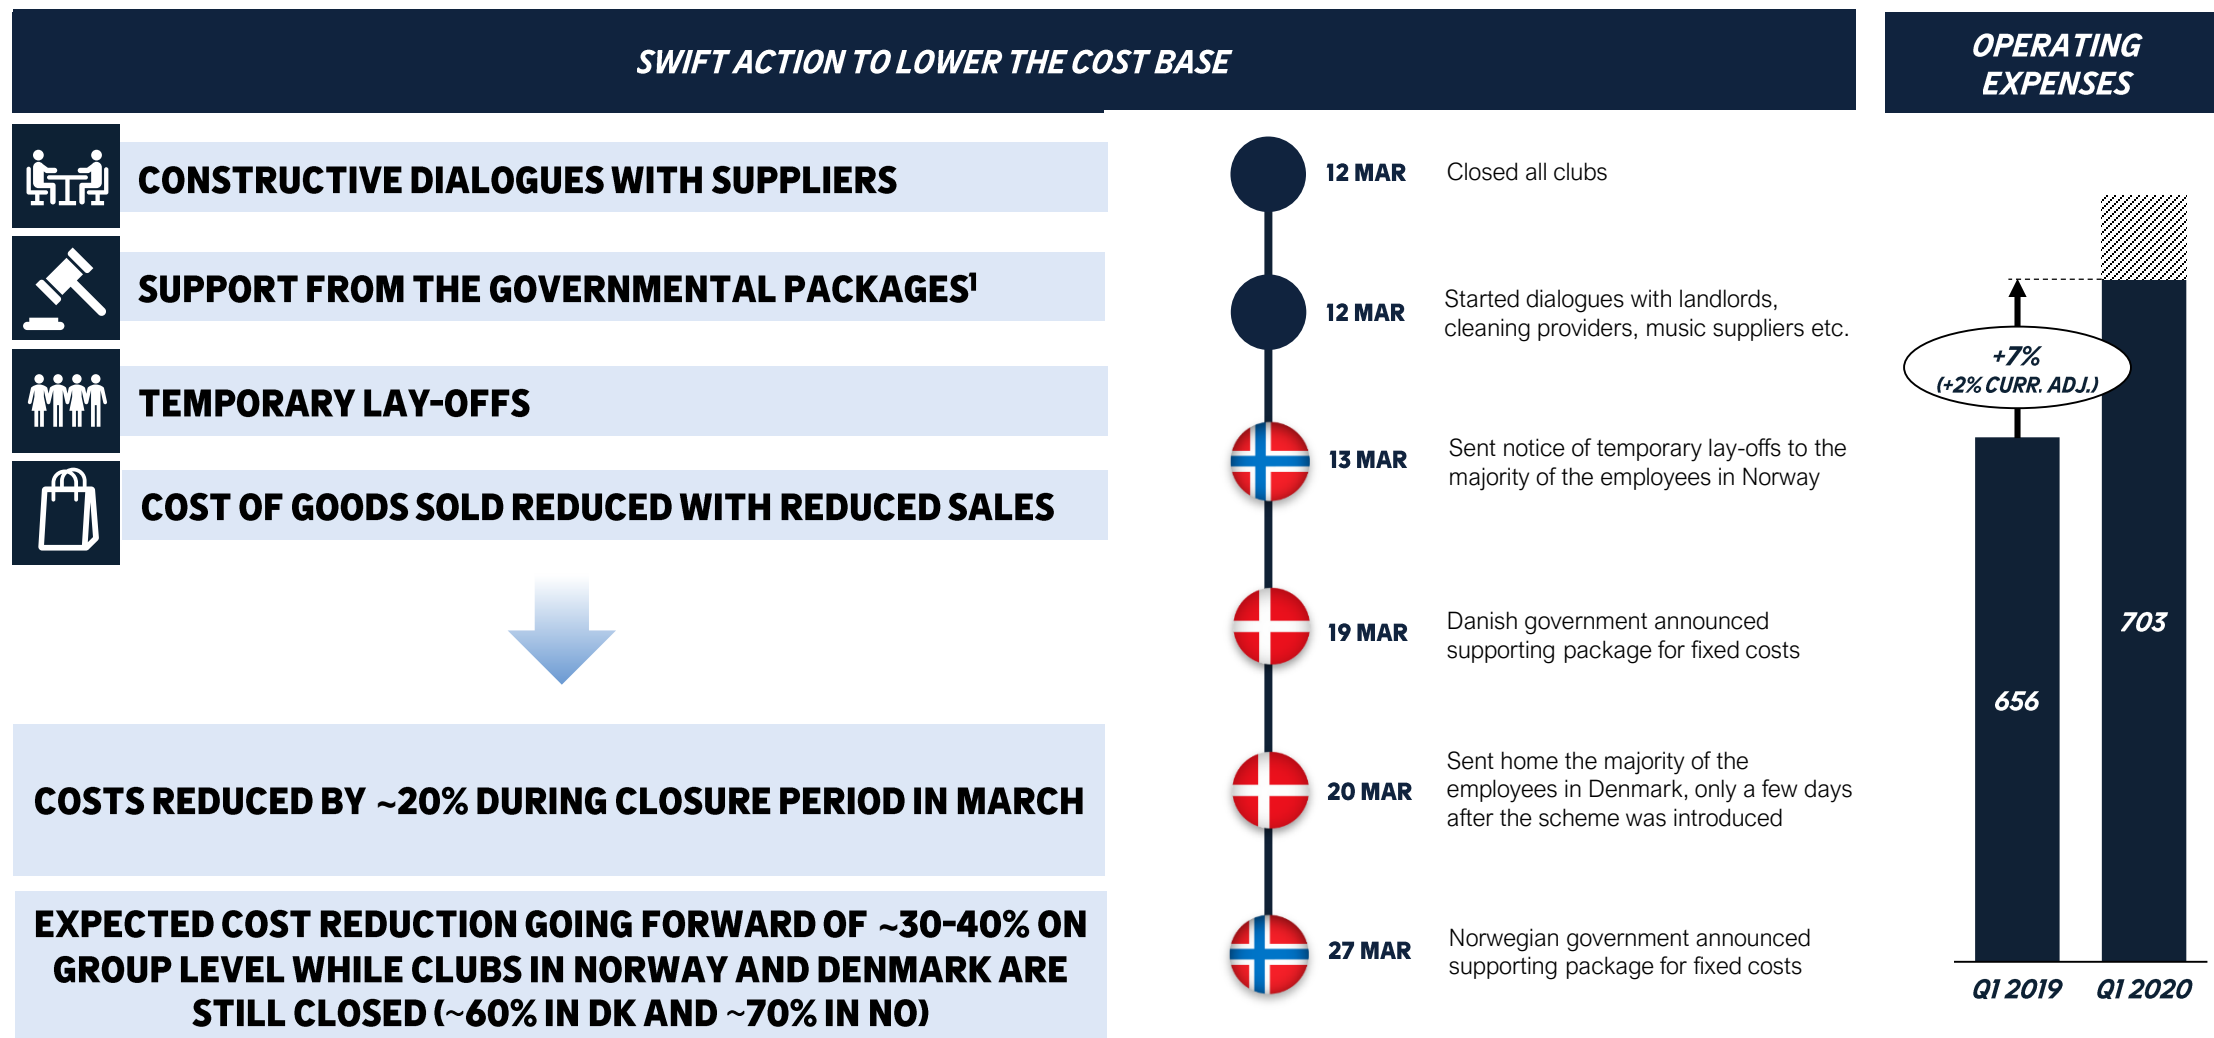 SWIFT ACTION TO LOWER THE COST BASE
CONSTRUCTIVE DIALOGUES WITH SUPPLIERS
SUPPORT FROM THE GOVERNMENTAL PACKAGES¹
TEMPORARY LAY-OFFS
COST OF GOODS SOLD REDUCED WITH REDUCED SALES
COSTS REDUCED BY ~20% DURING CLOSURE PERIOD IN MARCH
EXPECTED COST REDUCTION GOING FORWARD OF ~30-40% ON
GROUP LEVEL WHILE CLUBS IN NORWAY AND DENMARK ARE
STILL CLOSED (~60% IN DK AND ~70% IN NO)
12 MAR
Closed all clubs
12 MAR
Started dialogues with landlords,
cleaning providers, music suppliers etc.
13 MAR
Sent notice of temporary lay-offs to the
majority of the employees in Norway
19 MAR
Danish government announced
supporting package for fixed costs
20 MAR
Sent home the majority of the
employees in Denmark, only a few days
after the scheme was introduced
27 MAR
Norwegian government announced
supporting package for fixed costs
OPERATING
EXPENSES
+7%
(+2% CURR. ADJ.)
656
703
Q1 2019
Q1 2020